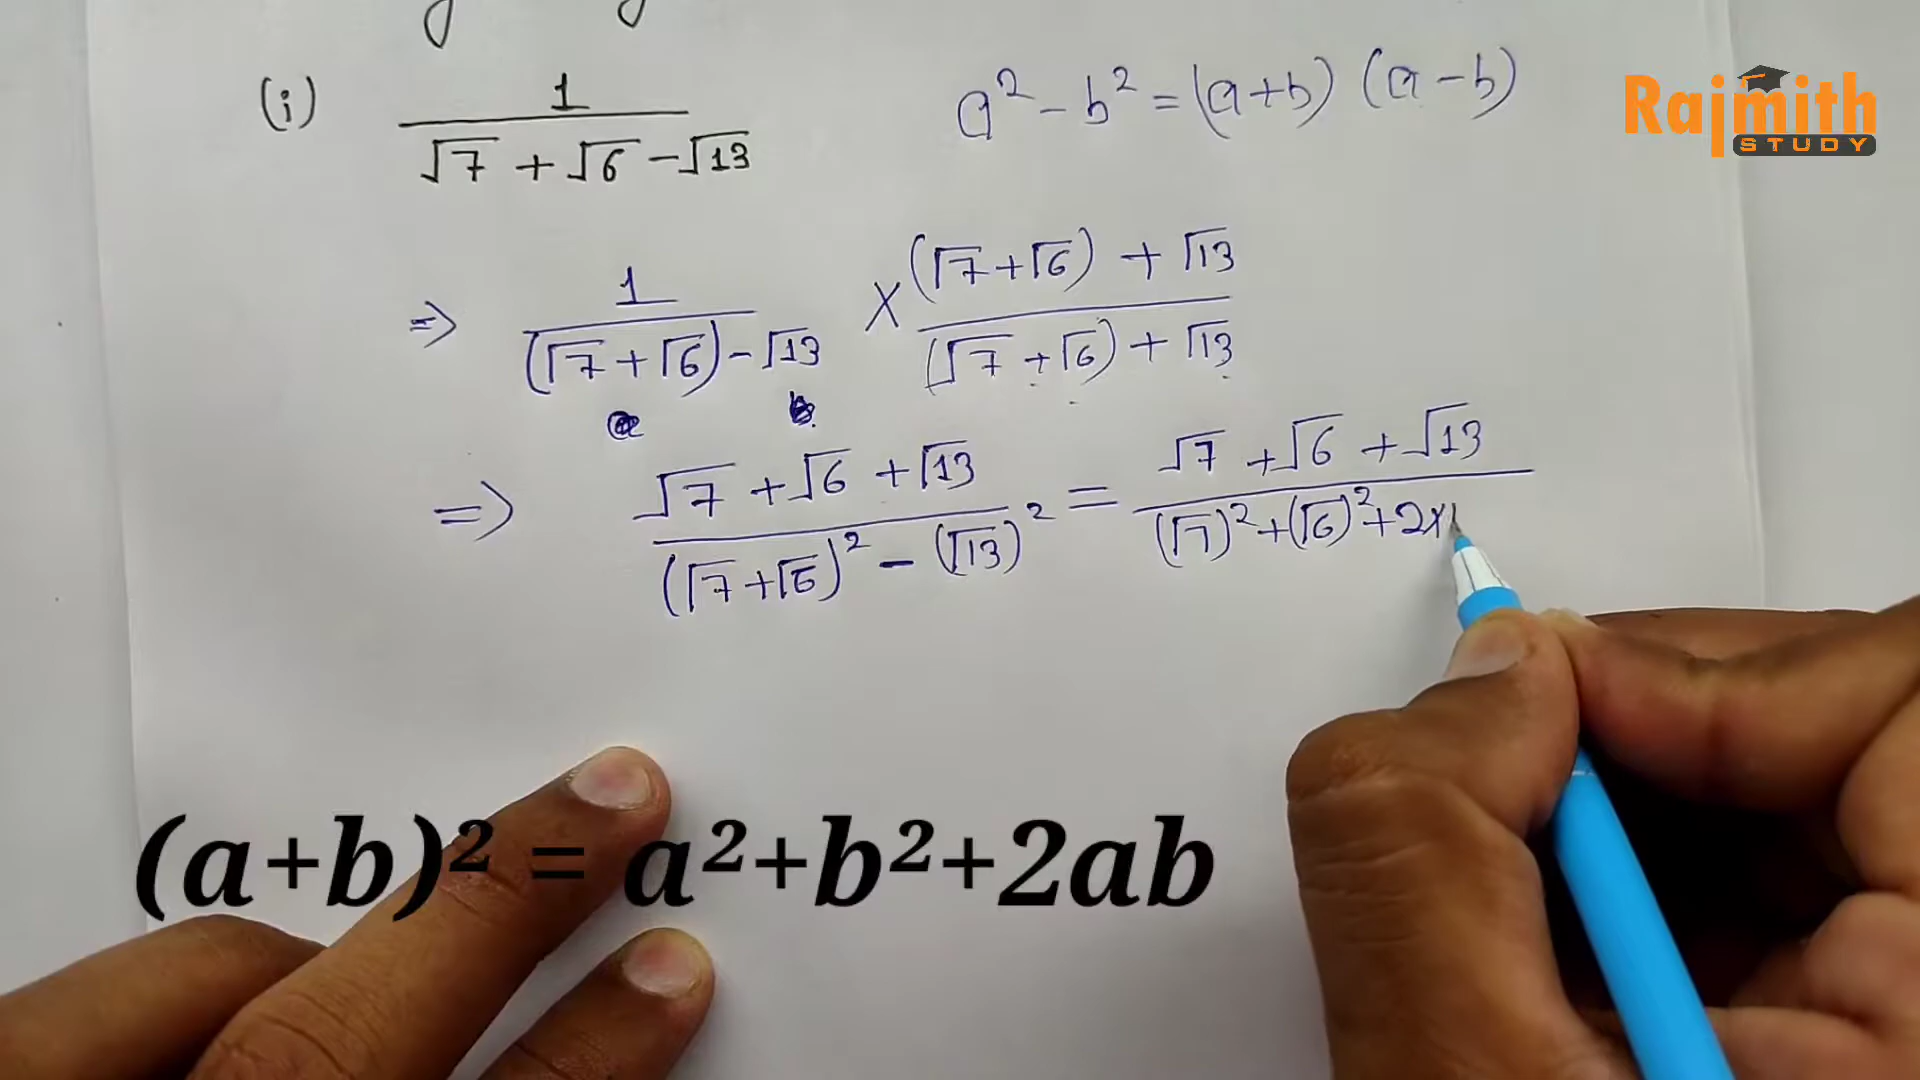 (i) 1 / (√7 + √6 - √13)
a² - b² = (a+b) (a-b)
Rajmith
STUDY
=> 1 / ((√7+√6) - √13) × ((√7+√6) + √13) / ((√7+√6) + √13)
a b
=> (√7 + √6 + √13) / ((√7+√6)² - (√13)²) = (√7 + √6 + √13) / ((√7)² + (√6)² + 2×
(a+b)² = a²+b²+2ab